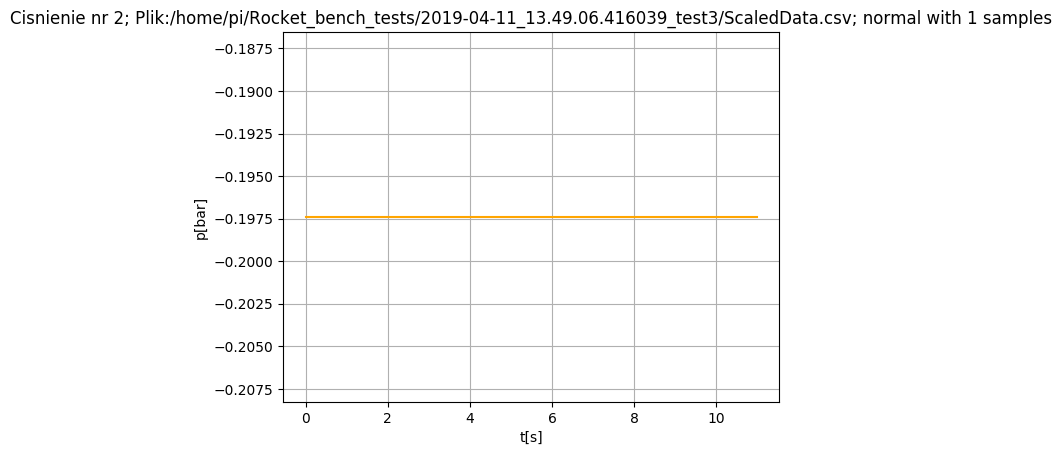 Cisnienie nr 2; Plik:/home/pi/Rocket_bench_tests/2019-04-11_13.49.06.416039_test3/ScaledData.csv; normal with 1 samples
−0.1875
−0.1900
−0.1925
−0.1950
−0.1975
−0.2000
−0.2025
−0.2050
−0.2075
p[bar]
0 2 4 6 8 10
t[s]